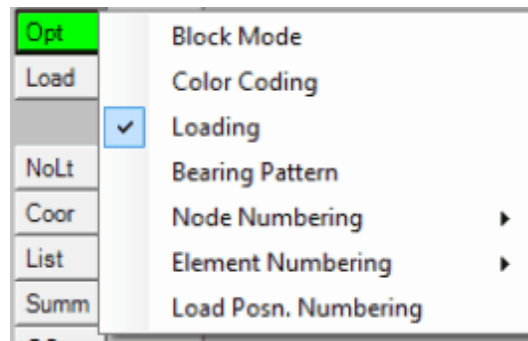 Opt
Load
NoLt
Coor
List
Summ
Block Mode
Color Coding
Loading
Bearing Pattern
Node Numbering
Element Numbering
Load Posn. Numbering